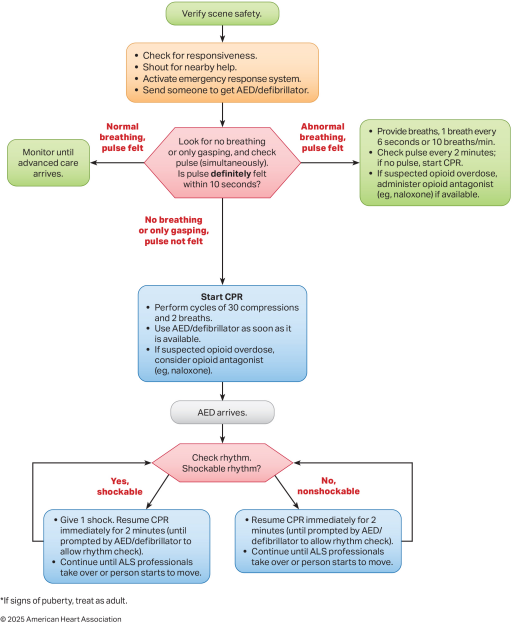 Verify scene safety.
• Check for responsiveness.
• Shout for nearby help.
• Activate emergency response system.
• Send someone to get AED/defibrillator.
Normal
breathing,
pulse felt
Abnormal
breathing,
pulse felt
Monitor until
advanced care
arrives.
Look for no breathing
or only gasping, and check
pulse (simultaneously).
Is pulse definitely felt
within 10 seconds?
• Provide breaths, 1 breath every
6 seconds or 10 breaths/min.
• Check pulse every 2 minutes;
if no pulse, start CPR.
• If suspected opioid overdose,
administer opioid antagonist
(eg, naloxone) if available.
No breathing
or only gasping,
pulse not felt
Start CPR
• Perform cycles of 30 compressions
and 2 breaths.
• Use AED/defibrillator as soon as it
is available.
• If suspected opioid overdose,
consider opioid antagonist
(eg, naloxone).
AED arrives.
Check rhythm.
Shockable rhythm?
Yes,
shockable
No,
nonshockable
• Give 1 shock. Resume CPR
immediately for 2 minutes (until
prompted by AED/defibrillator to
allow rhythm check).
• Continue until ALS professionals
take over or person starts to move.
• Resume CPR immediately for 2
minutes (until prompted by AED/
defibrillator to allow rhythm check).
• Continue until ALS professionals
take over or person starts to move.
*If signs of puberty, treat as adult.
© 2025 American Heart Association